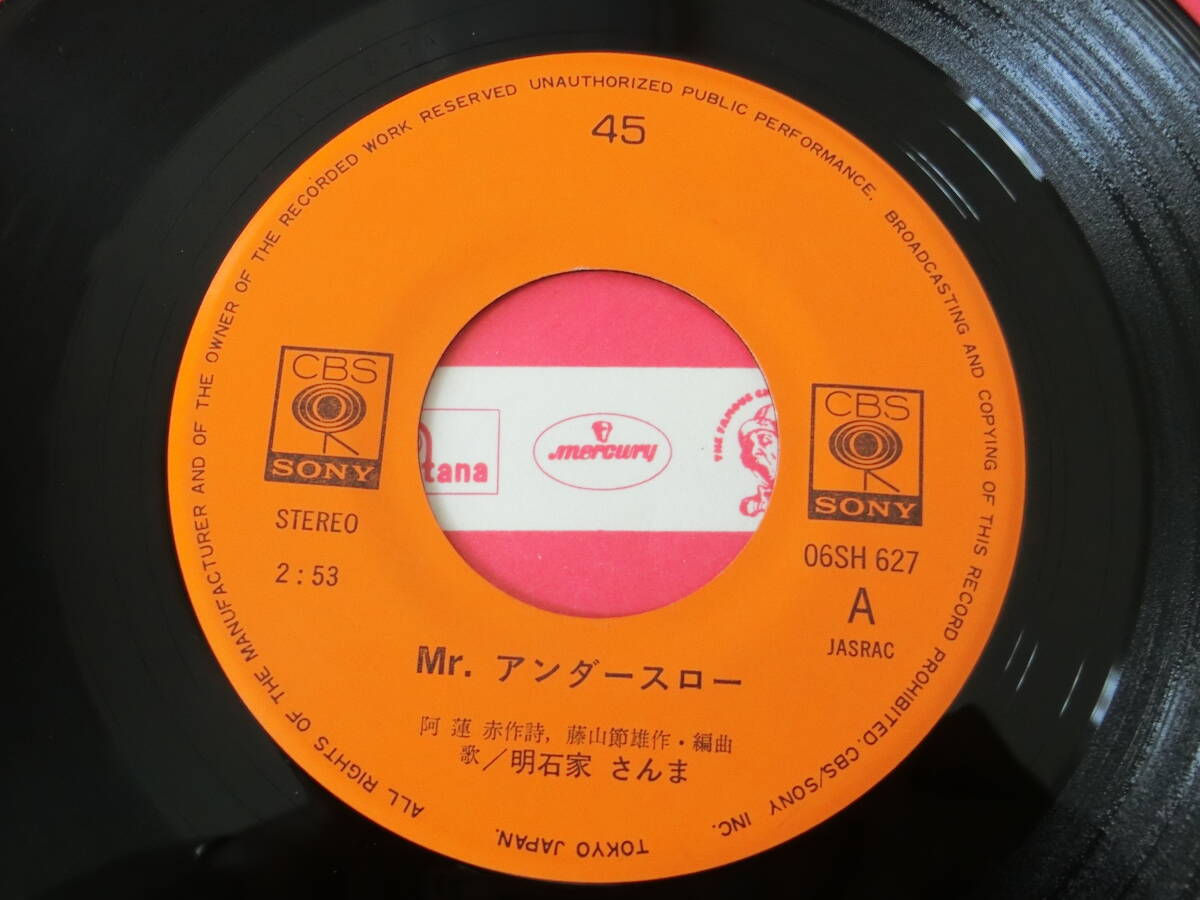 ALL RIGHTS OF THE MANUFACTURER AND OF THE OWNER OF THE RECORDED WORK RESERVED UNAUTHORIZED PUBLIC PERFORMANCE. BROADCASTING AND COPYING OF THIS RECORD PROHIBITED. CBS/SONY INC. TOKYO JAPAN.
45
CBS
SONY
STEREO
2:53
tana
mercury
THE FAMOUS
CBS
SONY
06SH 627
A
JASRAC
Mr. アンダースロー
阿蓮 赤作詩, 藤山節雄作・編曲
歌／明石家 さんま